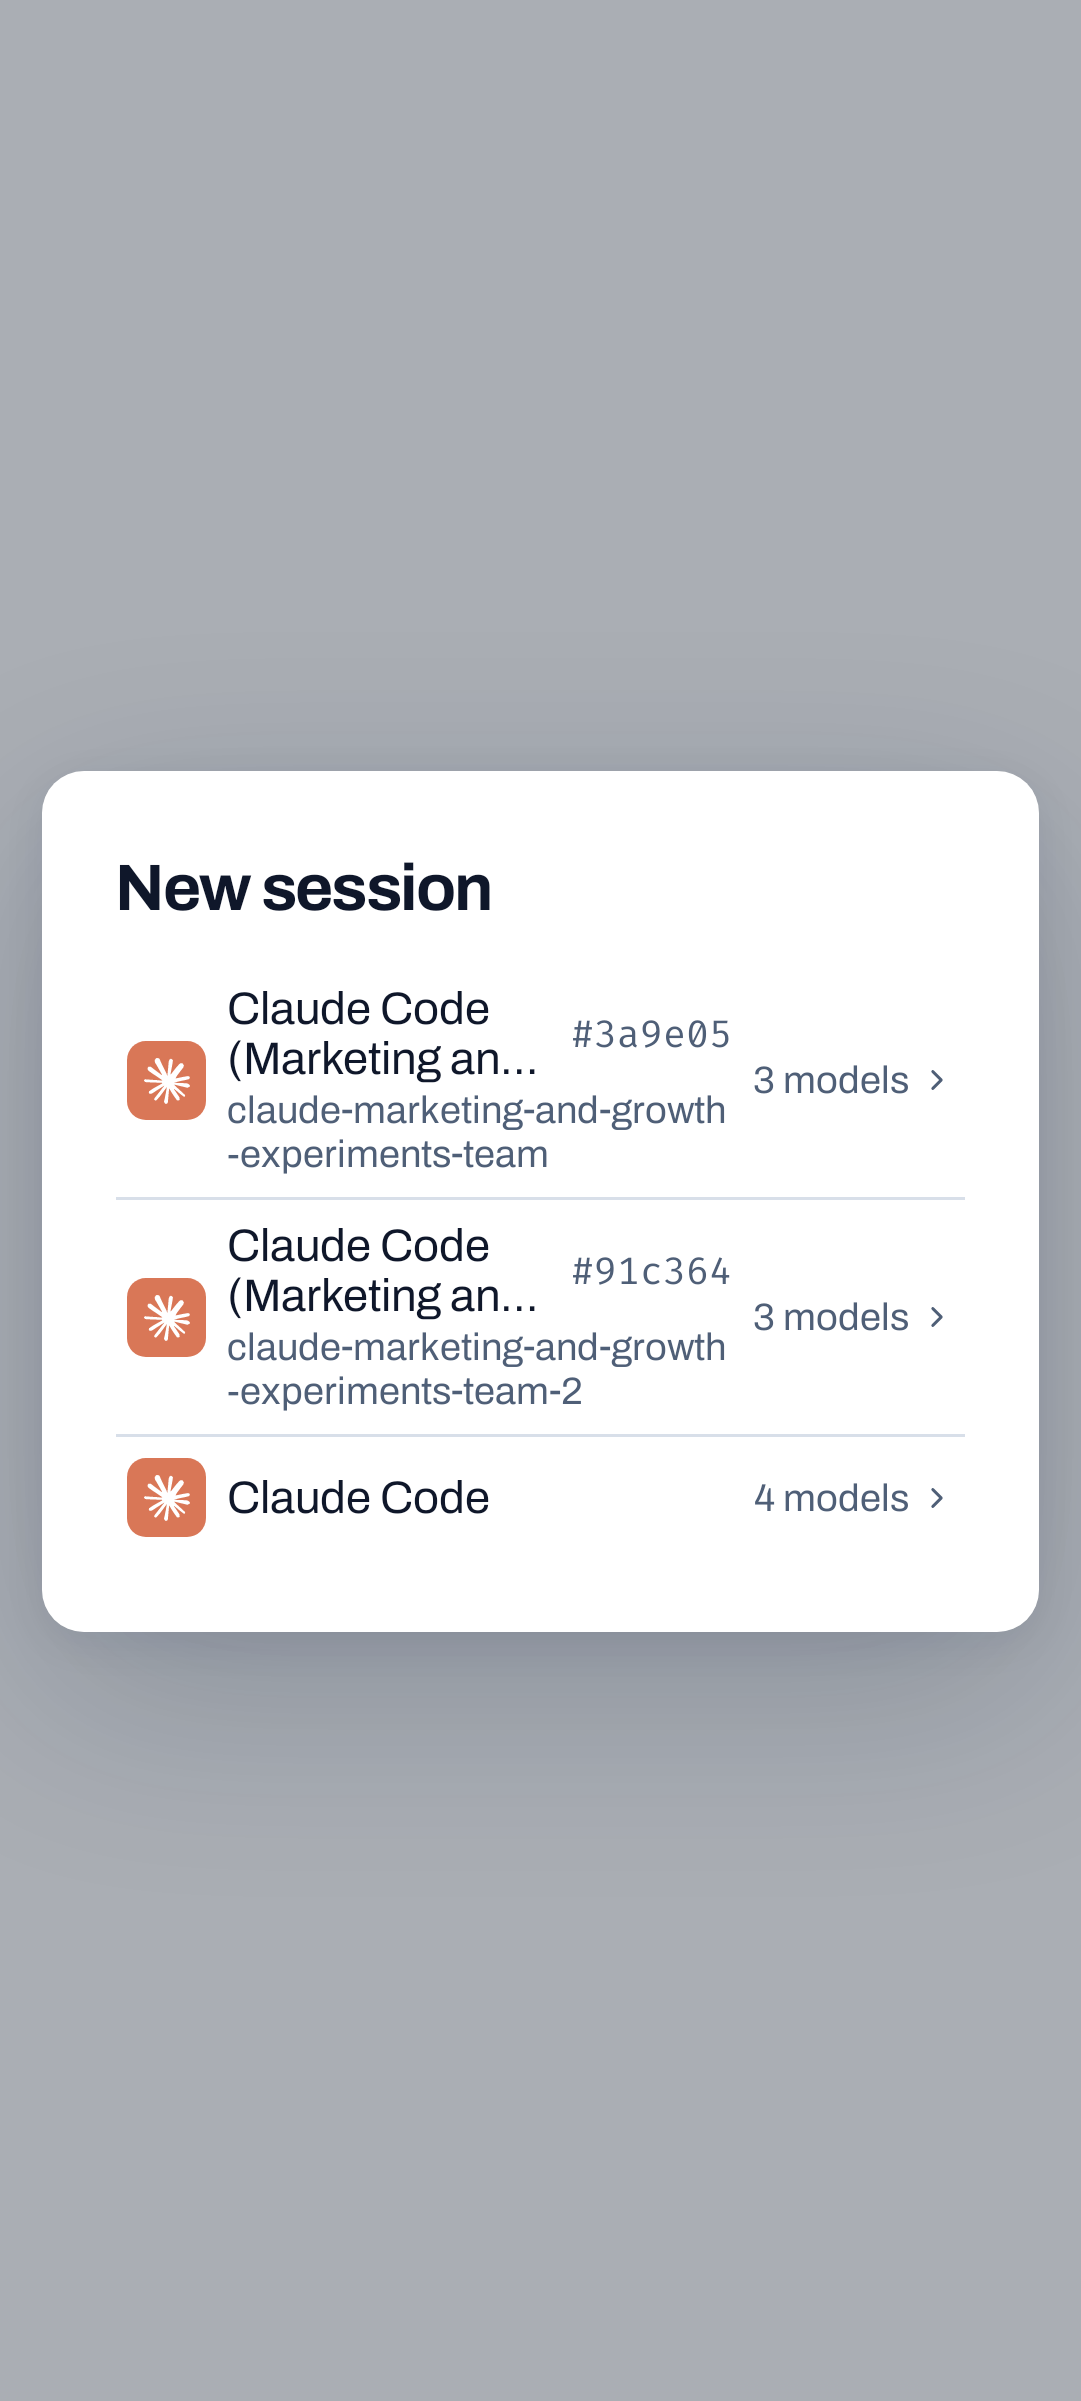 New session
Claude Code
(Marketing an...
#3a9e05
claude-marketing-and-growth
-experiments-team
3 models
Claude Code
(Marketing an...
#91c364
claude-marketing-and-growth
-experiments-team-2
3 models
Claude Code
4 models